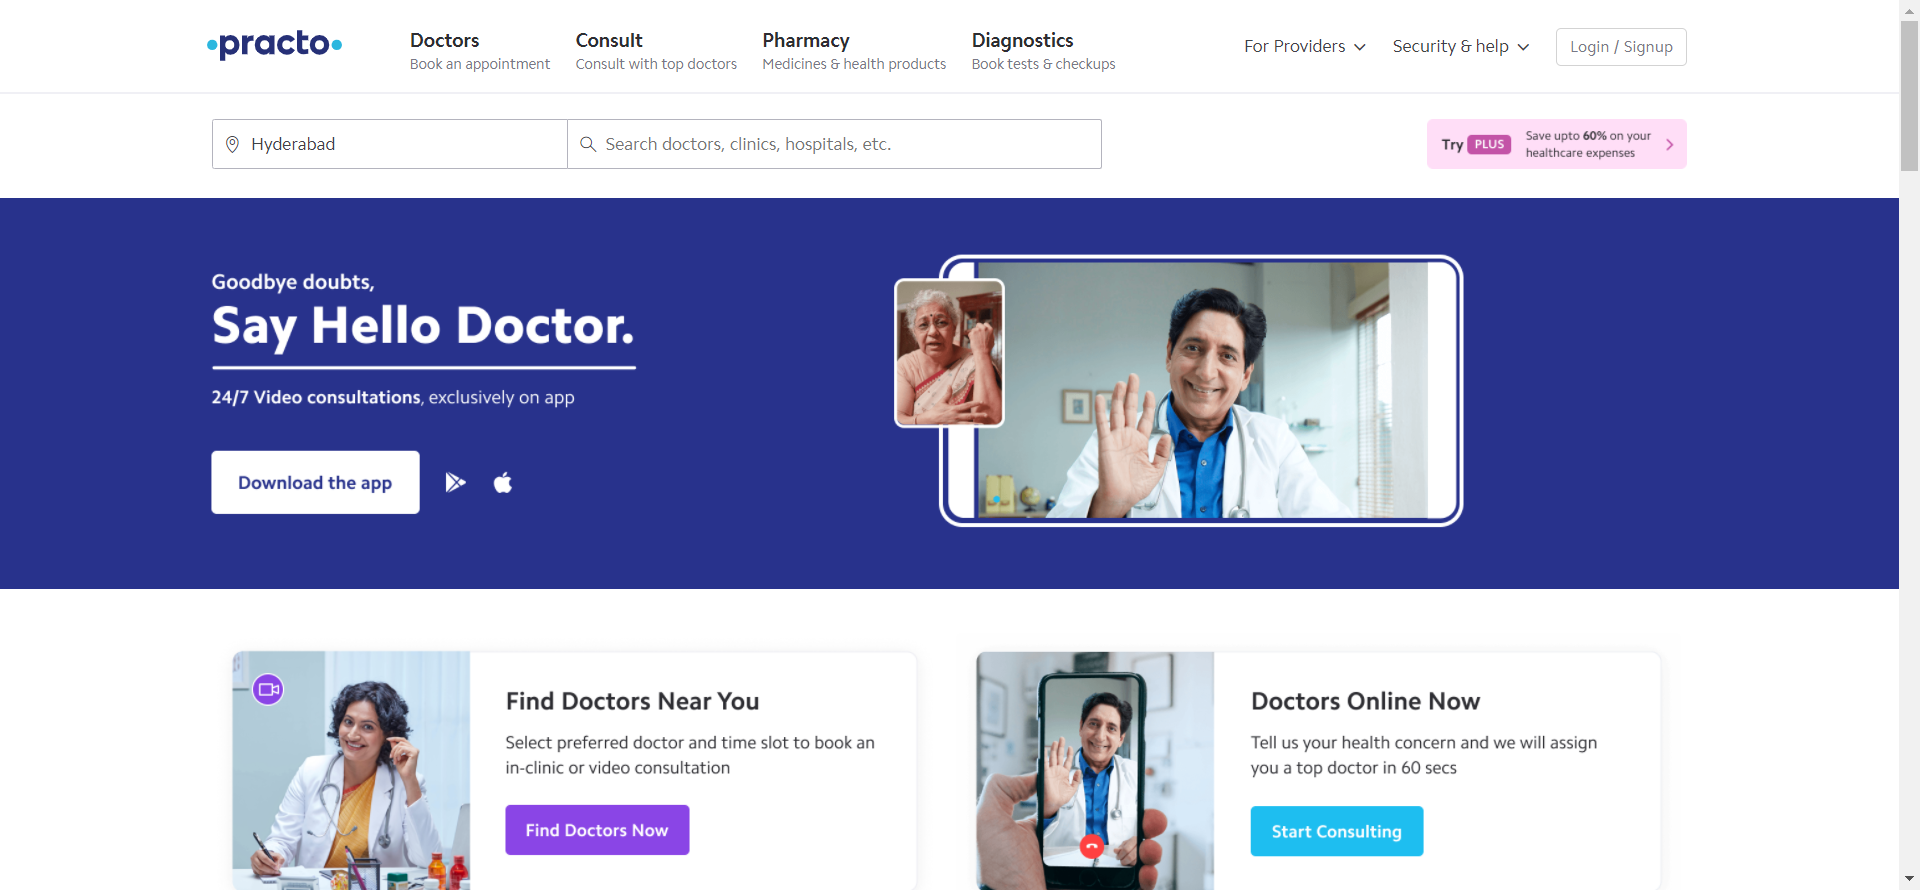 practo
Doctors
Book an appointment
Consult
Consult with top doctors
Pharmacy
Medicines & health products
Diagnostics
Book tests & checkups
For Providers
Security & help
Login / Signup
Hyderabad
Search doctors, clinics, hospitals, etc.
Try PLUS
Save upto 60% on your
healthcare expenses
Goodbye doubts,
Say Hello Doctor.
24/7 Video consultations, exclusively on app
Download the app
Find Doctors Near You
Select preferred doctor and time slot to book an
in-clinic or video consultation
Find Doctors Now
Doctors Online Now
Tell us your health concern and we will assign
you a top doctor in 60 secs
Start Consulting